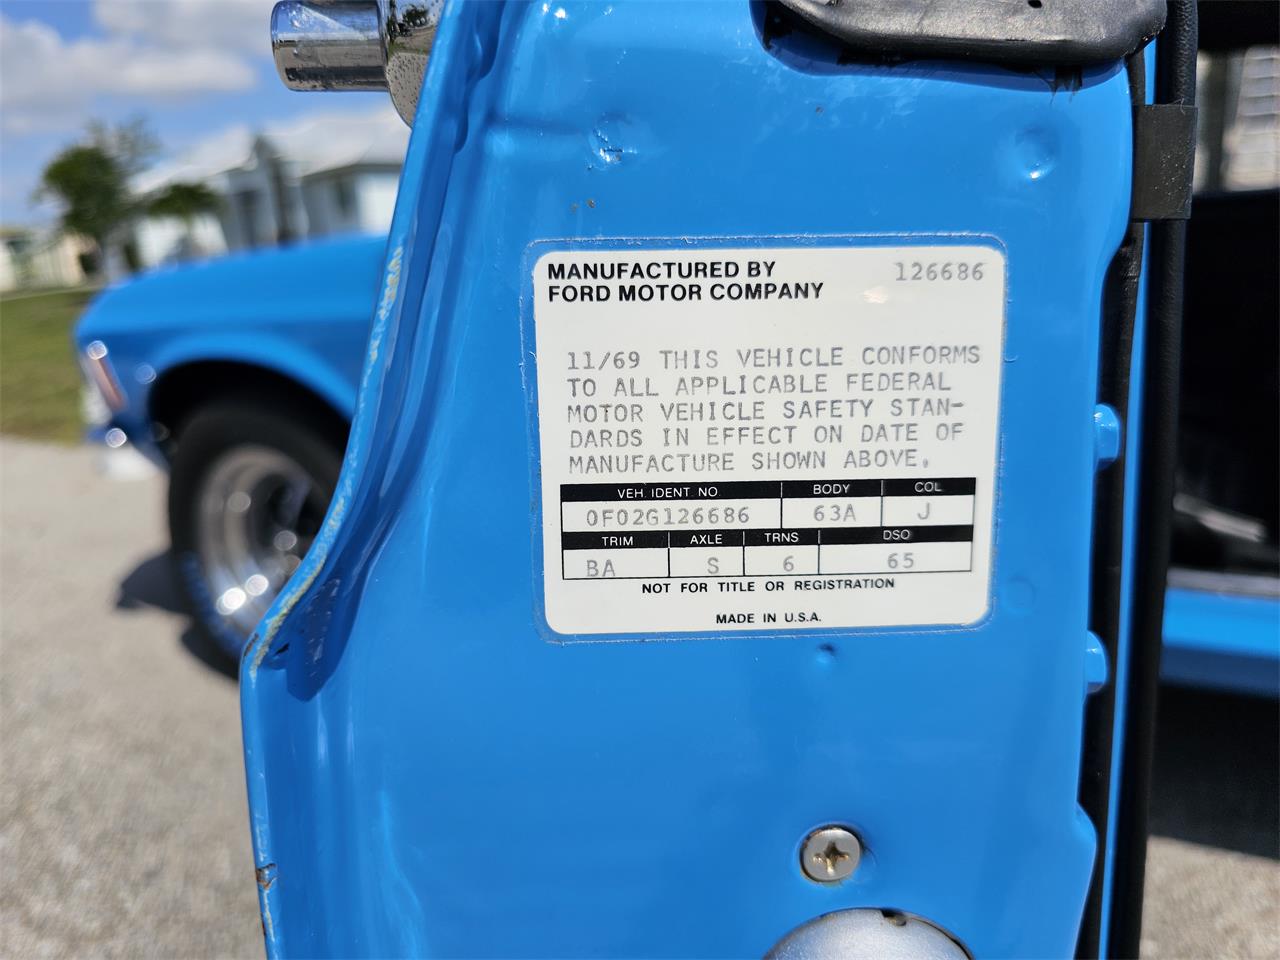 MANUFACTURED BY 126686
FORD MOTOR COMPANY
11/69 THIS VEHICLE CONFORMS
TO ALL APPLICABLE FEDERAL
MOTOR VEHICLE SAFETY STAN-
DARDS IN EFFECT ON DATE OF
MANUFACTURE SHOWN ABOVE.
VEH. IDENT. NO. BODY COL
0F02G126686 63A J
TRIM AXLE TRNS DSO
BA S 6 65
NOT FOR TITLE OR REGISTRATION
MADE IN U.S.A.